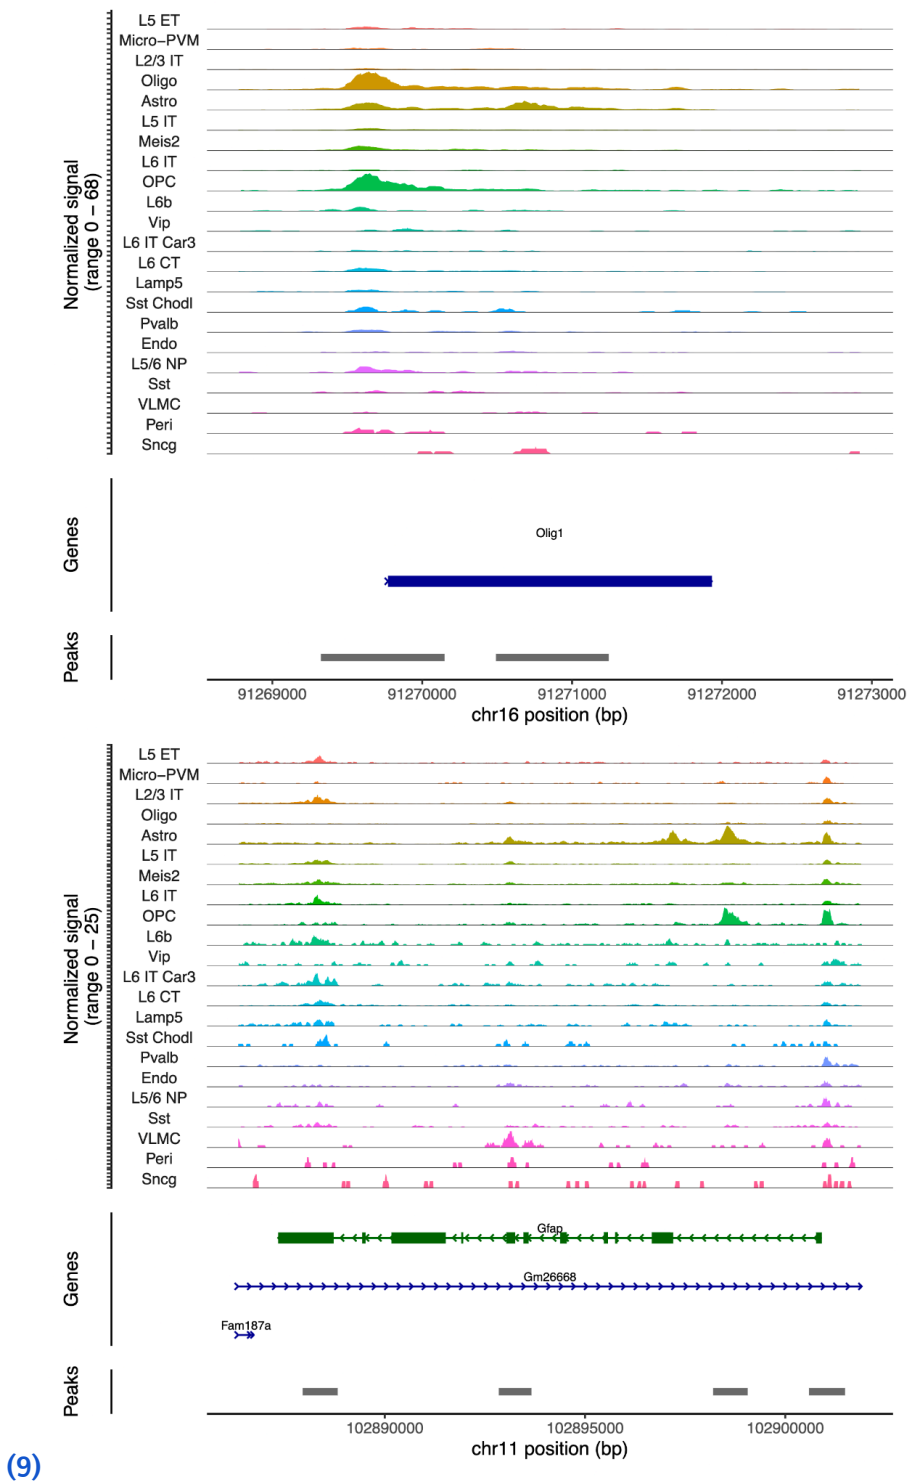 L5 ET
Micro-PVM
L2/3 IT
Oligo
Astro
L5 IT
Meis2
L6 IT
OPC
L6b
Vip
L6 IT Car3
L6 CT
Lamp5
Sst Chodl
Pvalb
Endo
L5/6 NP
Sst
VLMC
Peri
Sncg
Normalized signal
(range 0 – 68)
Genes
Olig1
Peaks
91269000 91270000 91271000 91272000 91273000
chr16 position (bp)
L5 ET
Micro-PVM
L2/3 IT
Oligo
Astro
L5 IT
Meis2
L6 IT
OPC
L6b
Vip
L6 IT Car3
L6 CT
Lamp5
Sst Chodl
Pvalb
Endo
L5/6 NP
Sst
VLMC
Peri
Sncg
Normalized signal
(range 0 – 25)
Genes
Gfap
Gm26668
Fam187a
Peaks
102890000 102895000 102900000
chr11 position (bp)
(9)